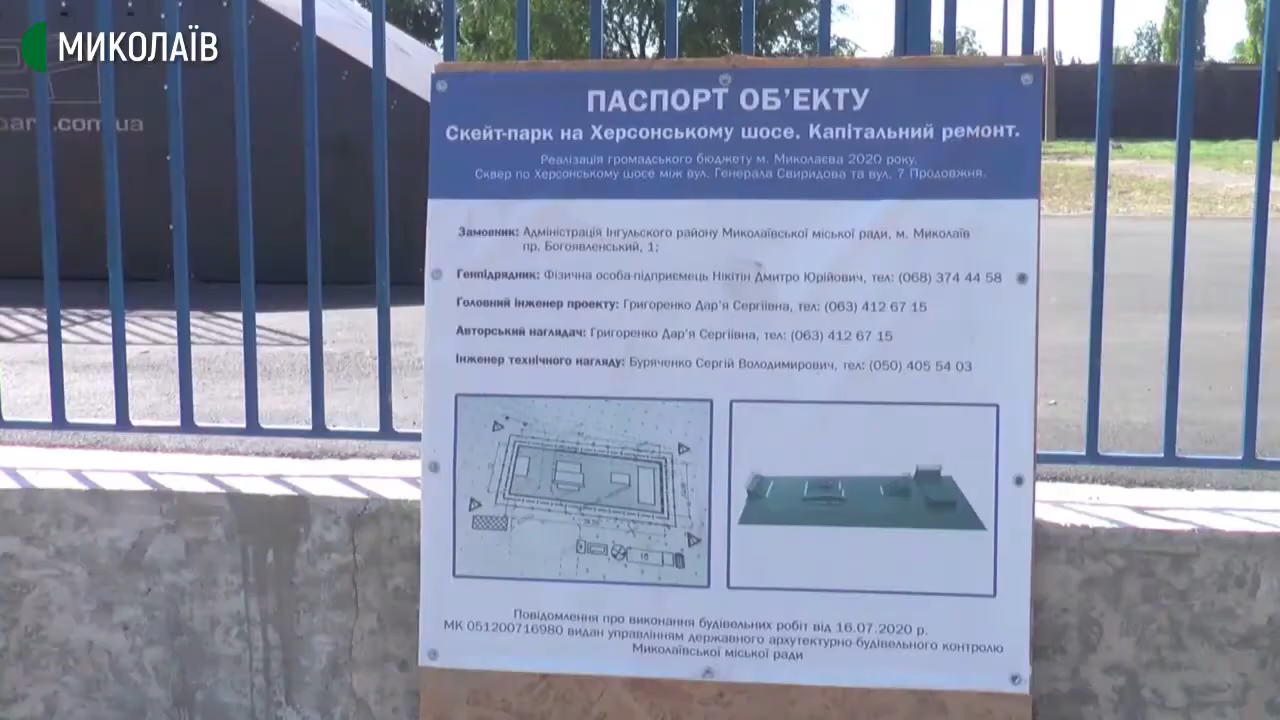 МИКОЛАЇВ
.com.ua
ПАСПОРТ ОБ'ЄКТУ
Скейт-парк на Херсонському шосе. Капітальний ремонт.
Реалізація громадського бюджету м. Миколаєва 2020 року.
Сквер по Херсонському шосе між вул. Генерала Свиридова та вул. 7 Продовжня.
Замовник: Адміністрація Інгульского району Миколаївської міської ради, м. Миколаїв
пр. Богоявленський, 1;
Генпідрядник: Фізична особа-підприємець Нікітін Дмитро Юрійович, тел: (068) 374 44 58
Головний інженер проекту: Григоренко Дар'я Сергіївна, тел: (063) 412 67 15
Авторський наглядач: Григоренко Дар'я Сергіївна, тел: (063) 412 67 15
Інженер технічного нагляду: Буряченко Сергій Володимирович, тел: (050) 405 54 03
Повідомлення про виконання будівельних робіт від 16.07.2020 р.
МК 051200716980 видан управлінням державного архутектурно-будівельного контролю
Миколаївської міської ради